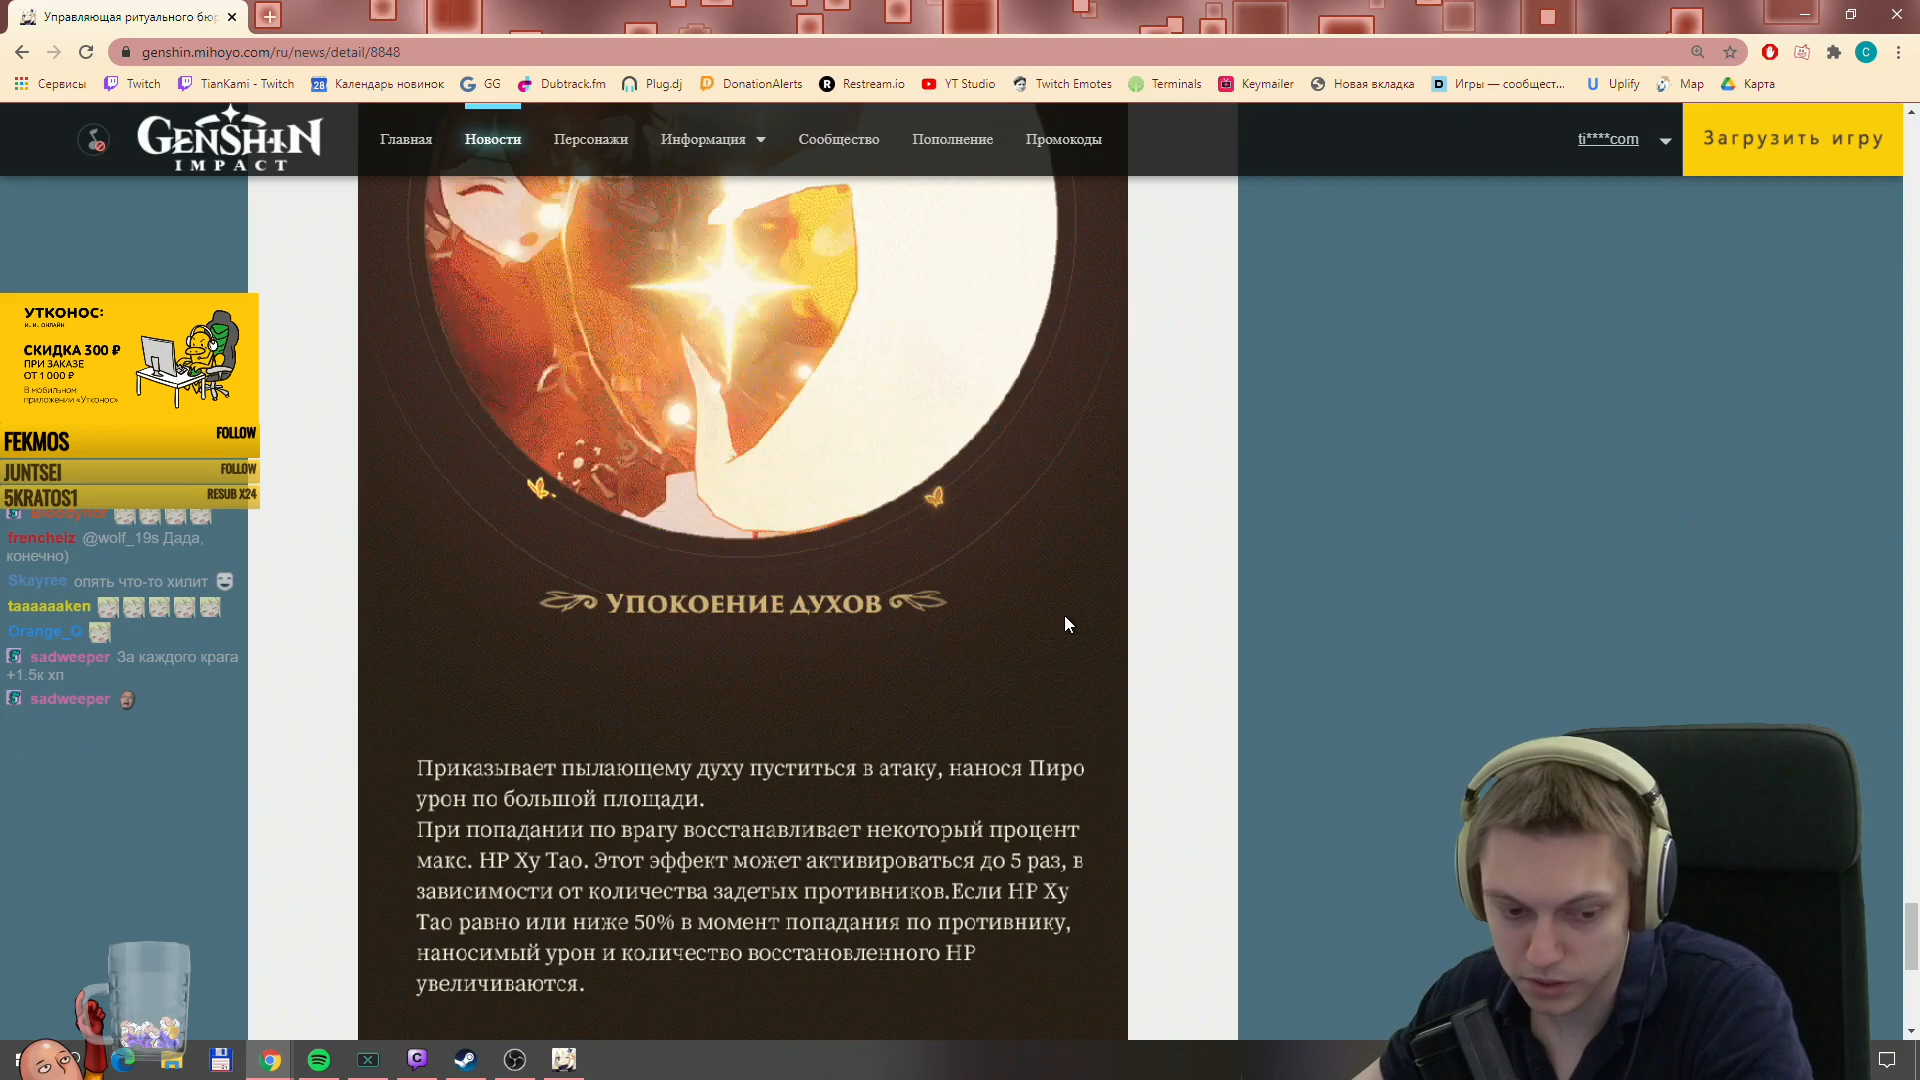 Управляющая ритуального бюр
genshin.mihoyo.com/ru/news/detail/8848
C
Сервисы
Twitch
TianKami - Twitch
28
Календарь новинок
GG
Dubtrack.fm
Plug.dj
DonationAlerts
Restream.io
YT Studio
Twitch Emotes
Terminals
Keymailer
Новая вкладка
Игры — сообщест...
Uplify
Map
Карта
GENSHIN
IMPACT
Главная
Новости
Персонажи
Информация
Сообщество
Пополнение
Промокоды
ti****com
Загрузить игру
УТКОНОС:
СКИДКА 300 ₽
ПРИ ЗАКАЗЕ
ОТ 1 000 ₽
В мобильном
приложении «Утконос»
FEKMOS FOLLOW
JUNTSEI FOLLOW
5KRATOS1 RESUB X24
frencheiz @wolf_19s Дада,
конечно)
Skayree опять что-то хилит
taaaaaaken
Orange_Q
sadweeper За каждого крага
+1.5к хп
sadweeper
УПОКОЕНИЕ ДУХОВ
Приказывает пылающему духу пуститься в атаку, нанося Пиро
урон по большой площади.
При попадании по врагу восстанавливает некоторый процент
макс. HP Ху Тао. Этот эффект может активироваться до 5 раз, в
зависимости от количества задетых противников.Если HP Ху
Тао равно или ниже 50% в момент попадания по противнику,
наносимый урон и количество восстановленного HP
увеличиваются.